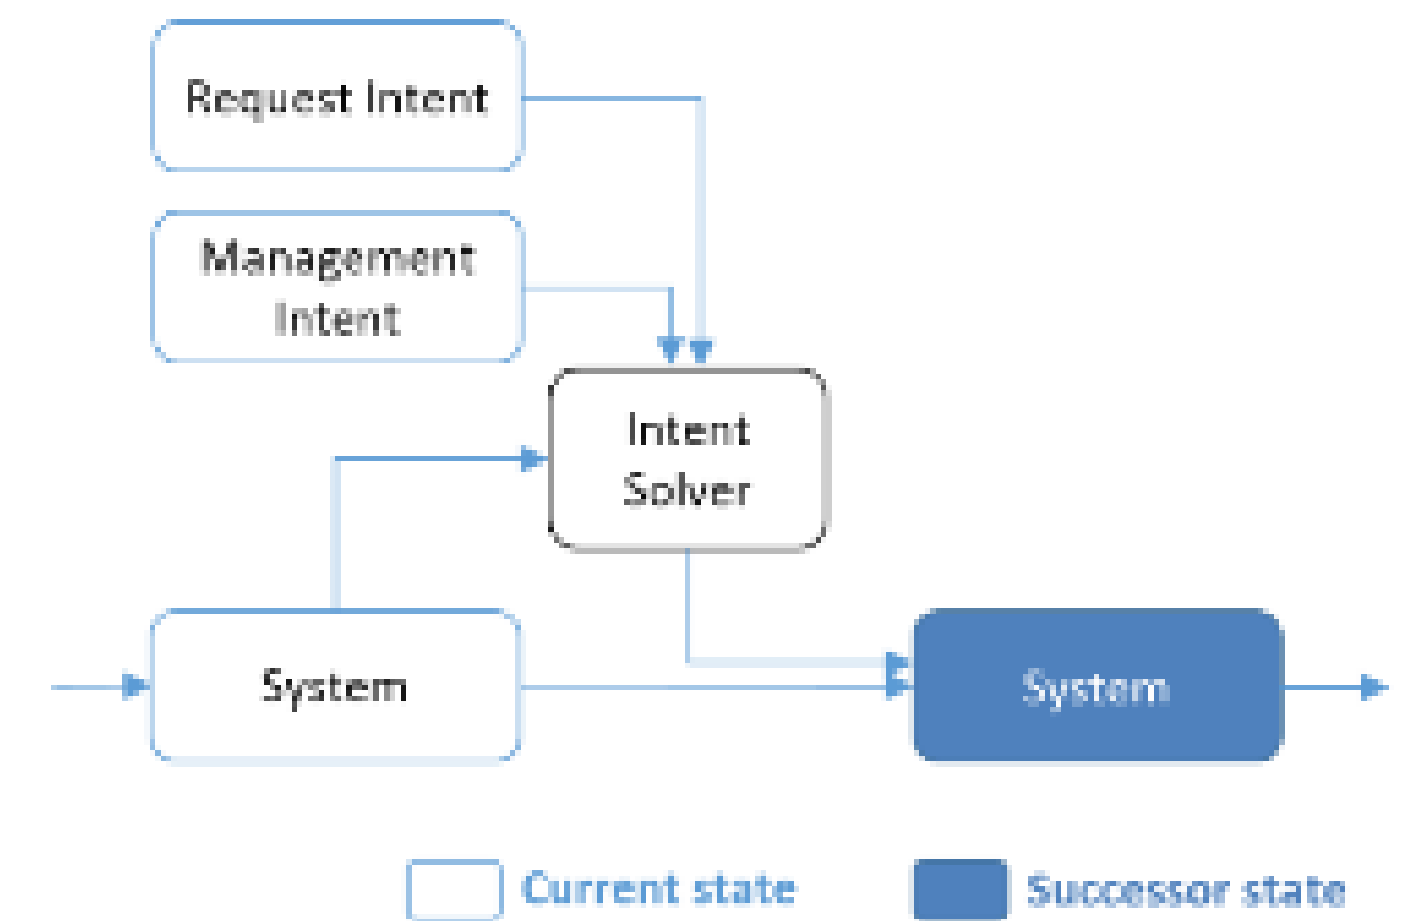 Request Intent
Management
Intent
Intent
Solver
System
System
Current state
Successor state